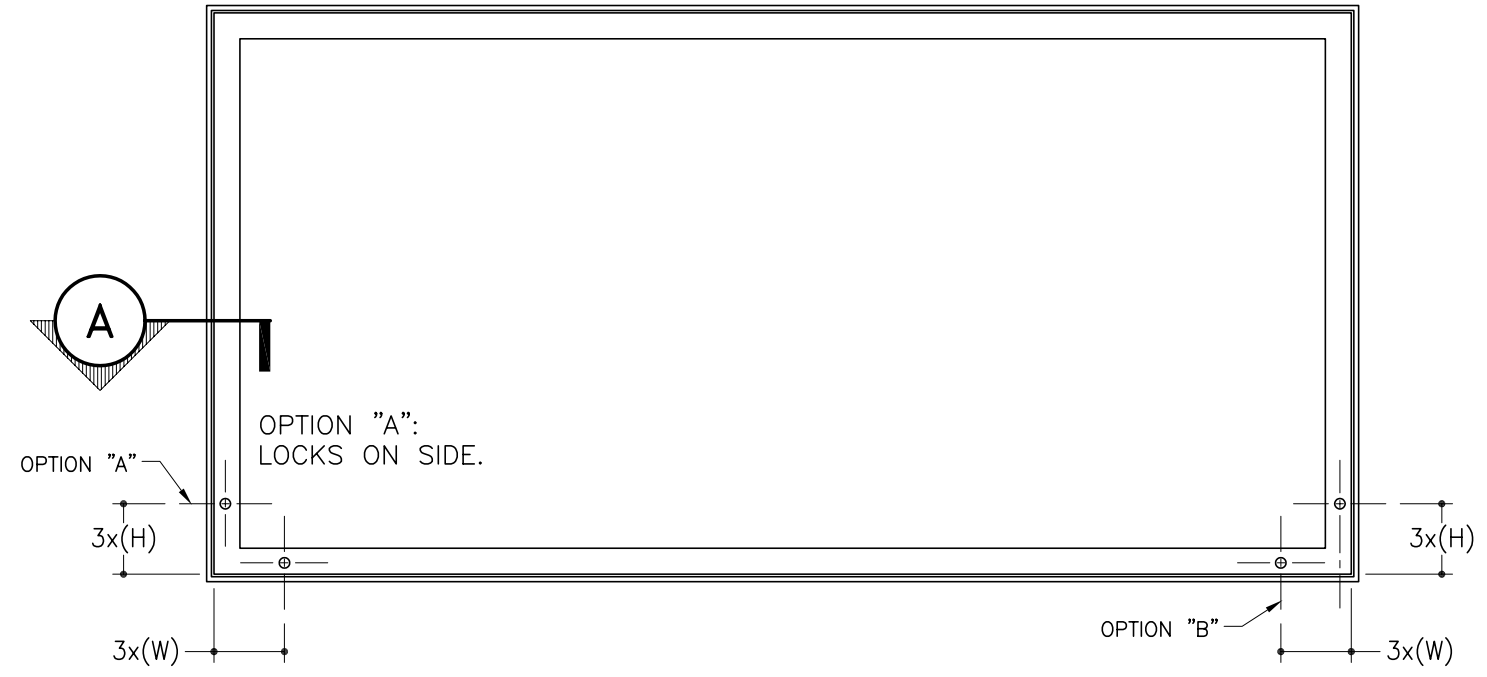 A
OPTION "A":
LOCKS ON SIDE.
OPTION "A"
3x(H)
3x(H)
OPTION "B"
3x(W)
3x(W)